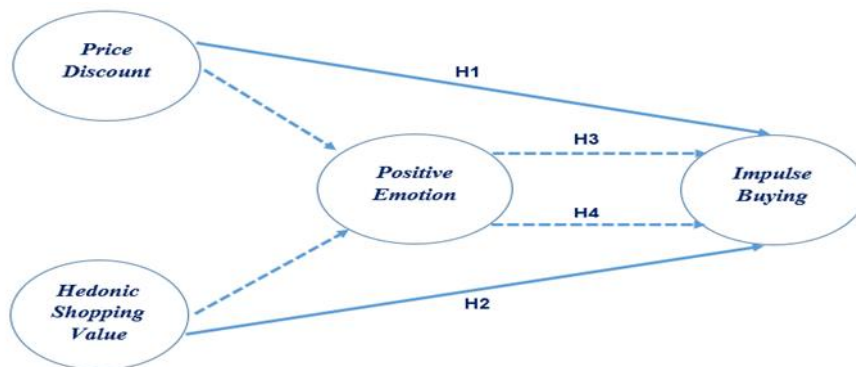 Price
Discount
H1
H3
Positive
Emotion
Impulse
Buying
H4
Hedonic
Shopping
Value
H2